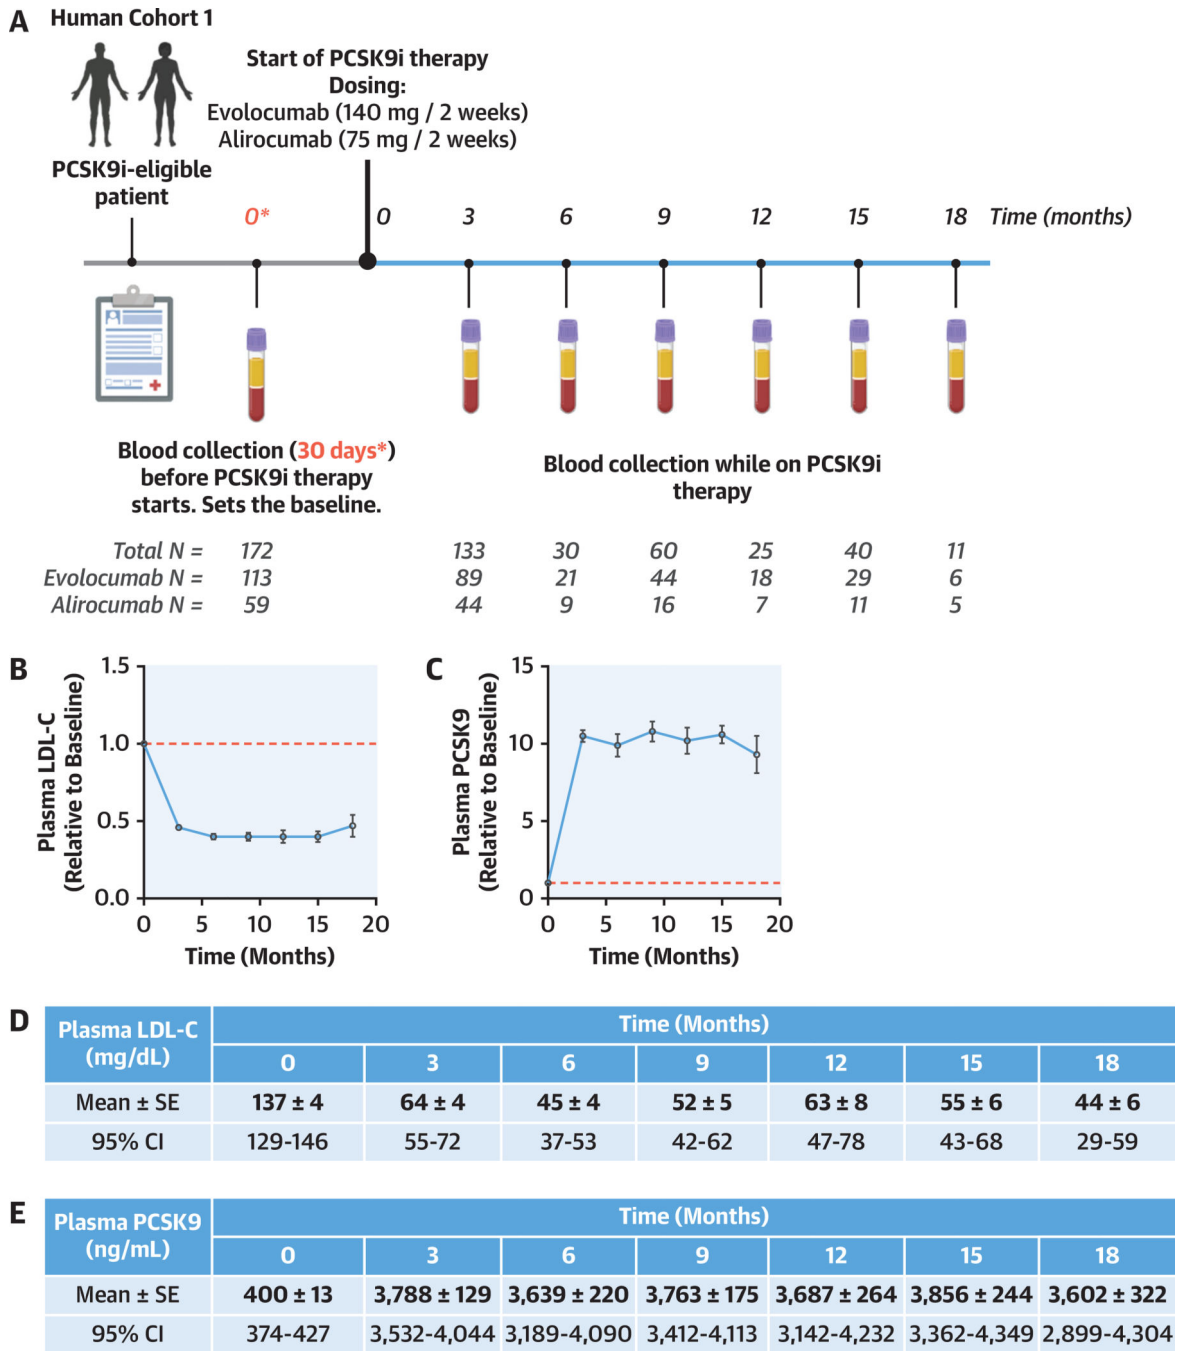 A
Human Cohort 1
Start of PCSK9i therapy
Dosing:
Evolocumab (140 mg / 2 weeks)
Alirocumab (75 mg / 2 weeks)
PCSK9i-eligible
patient
0* 0 3 6 9 12 15 18 Time (months)
Blood collection (30 days*)
before PCSK9i therapy
starts. Sets the baseline.
Blood collection while on PCSK9i
therapy
Total N = 172 133 30 60 25 40 11
Evolocumab N = 113 89 21 44 18 29 6
Alirocumab N = 59 44 9 16 7 11 5
B
Plasma LDL-C
(Relative to Baseline)
1.5
1.0
0.5
0.0
0 5 10 15 20
Time (Months)
C
Plasma PCSK9
(Relative to Baseline)
15
10
5
0
0 5 10 15 20
Time (Months)
D
Plasma LDL-C
(mg/dL)
Time (Months)
0 3 6 9 12 15 18
Mean ± SE 137 ± 4 64 ± 4 45 ± 4 52 ± 5 63 ± 8 55 ± 6 44 ± 6
95% CI 129-146 55-72 37-53 42-62 47-78 43-68 29-59
E
Plasma PCSK9
(ng/mL)
Time (Months)
0 3 6 9 12 15 18
Mean ± SE 400 ± 13 3,788 ± 129 3,639 ± 220 3,763 ± 175 3,687 ± 264 3,856 ± 244 3,602 ± 322
95% CI 374-427 3,532-4,044 3,189-4,090 3,412-4,113 3,142-4,232 3,362-4,349 2,899-4,304